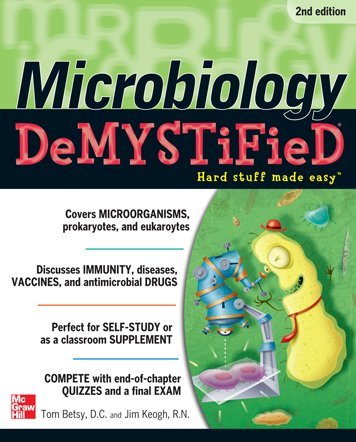 2nd edition
Microbiology
DeMYSTiFieD®
Hard stuff made easy™
Covers MICROORGANISMS,
prokaryotes, and eukaryotes
Discusses IMMUNITY, diseases,
VACCINES, and antimicrobial DRUGS
Perfect for SELF-STUDY or
as a classroom SUPPLEMENT
COMPLETE with end-of-chapter
QUIZZES and a final EXAM
Mc
Graw
Hill
Tom Betsy, D.C. and Jim Keogh, R.N.